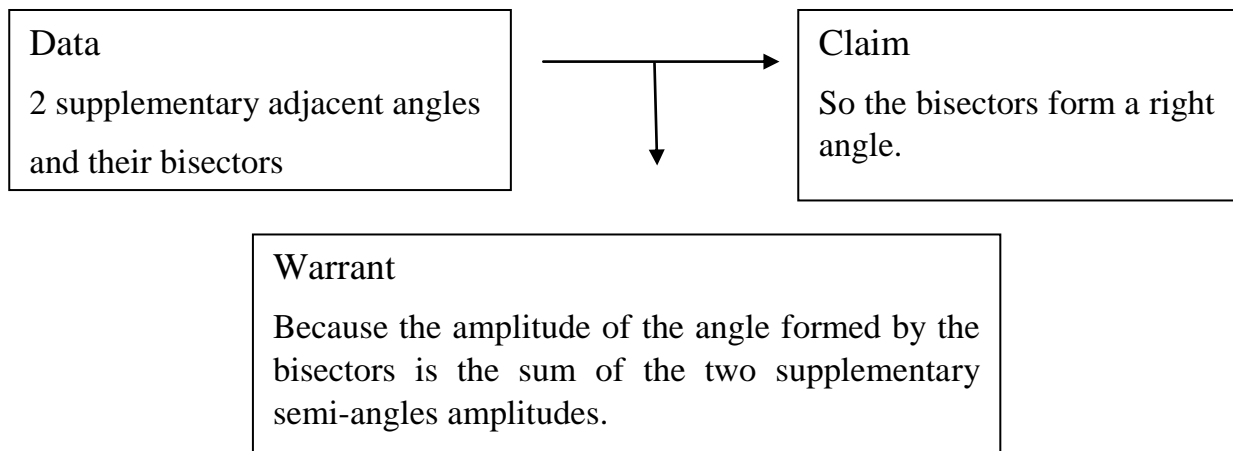 Data
2 supplementary adjacent angles
and their bisectors
Claim
So the bisectors form a right
angle.
Warrant
Because the amplitude of the angle formed by the
bisectors is the sum of the two supplementary
semi-angles amplitudes.